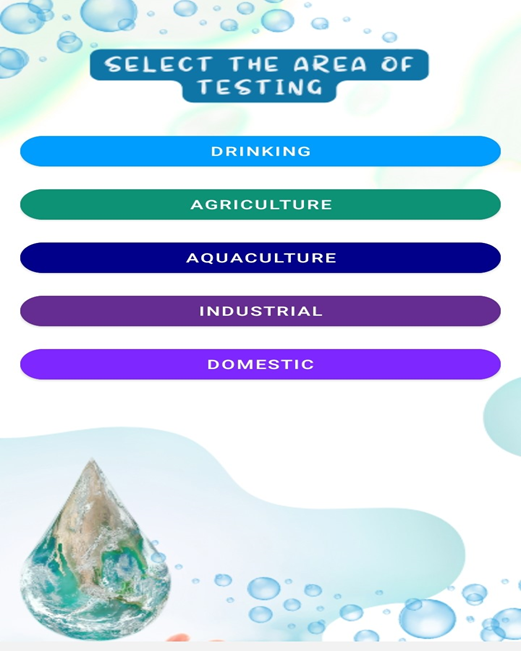 SELECT THE AREA OF
TESTING
DRINKING
AGRICULTURE
AQUACULTURE
INDUSTRIAL
DOMESTIC